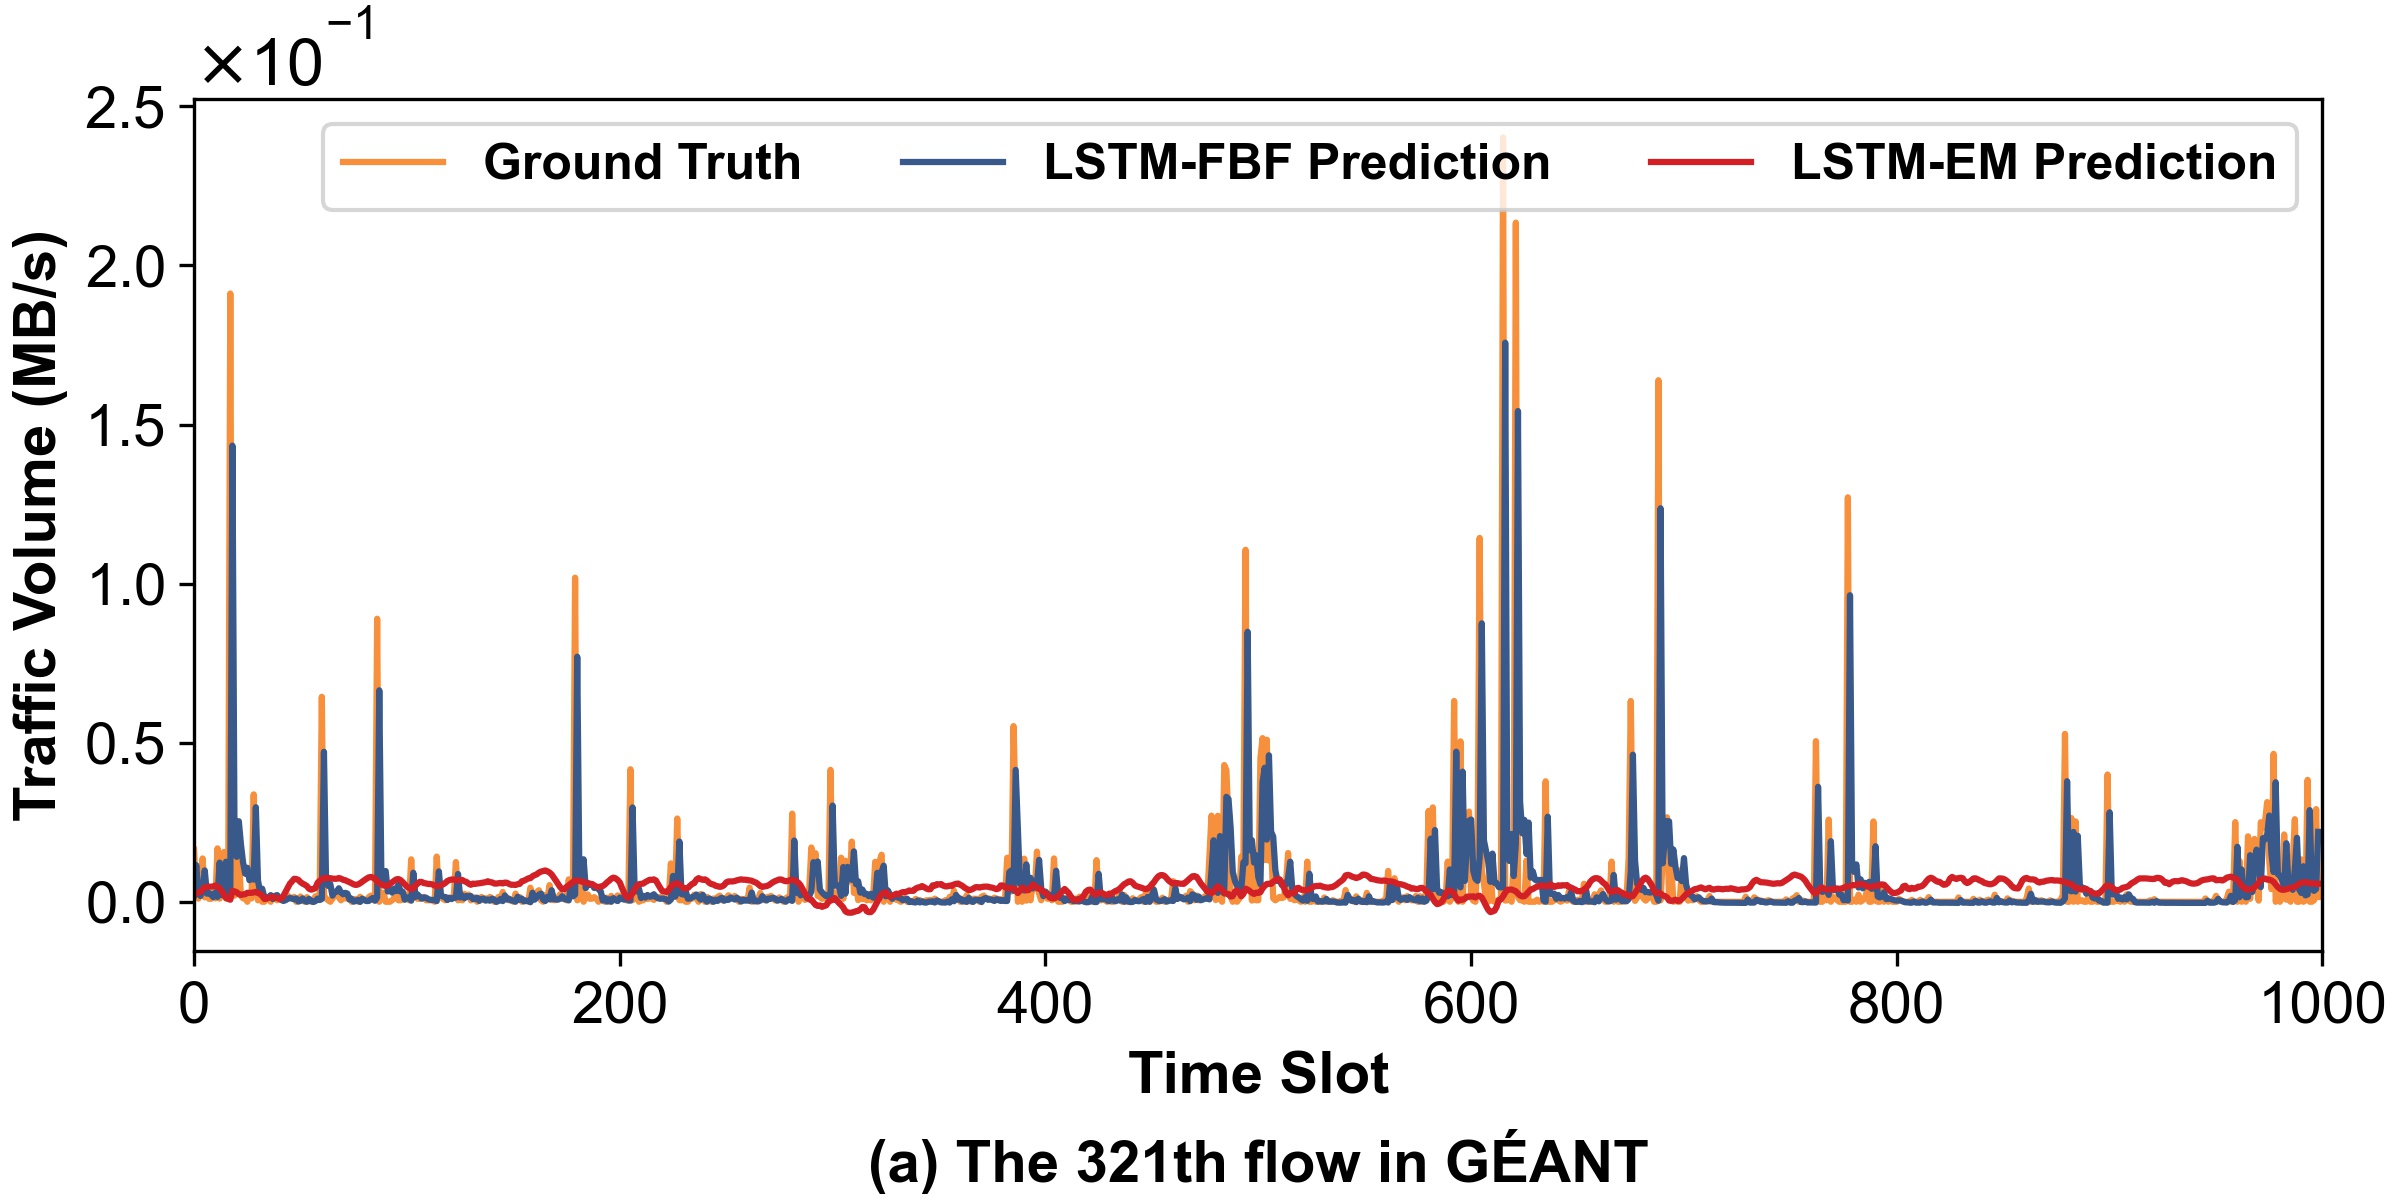 ×10⁻¹
2.5
Ground Truth LSTM-FBF Prediction LSTM-EM Prediction
2.0
1.5
1.0
0.5
0.0
Traffic Volume (MB/s)
0 200 400 600 800 1000
Time Slot
(a) The 321th flow in GÉANT